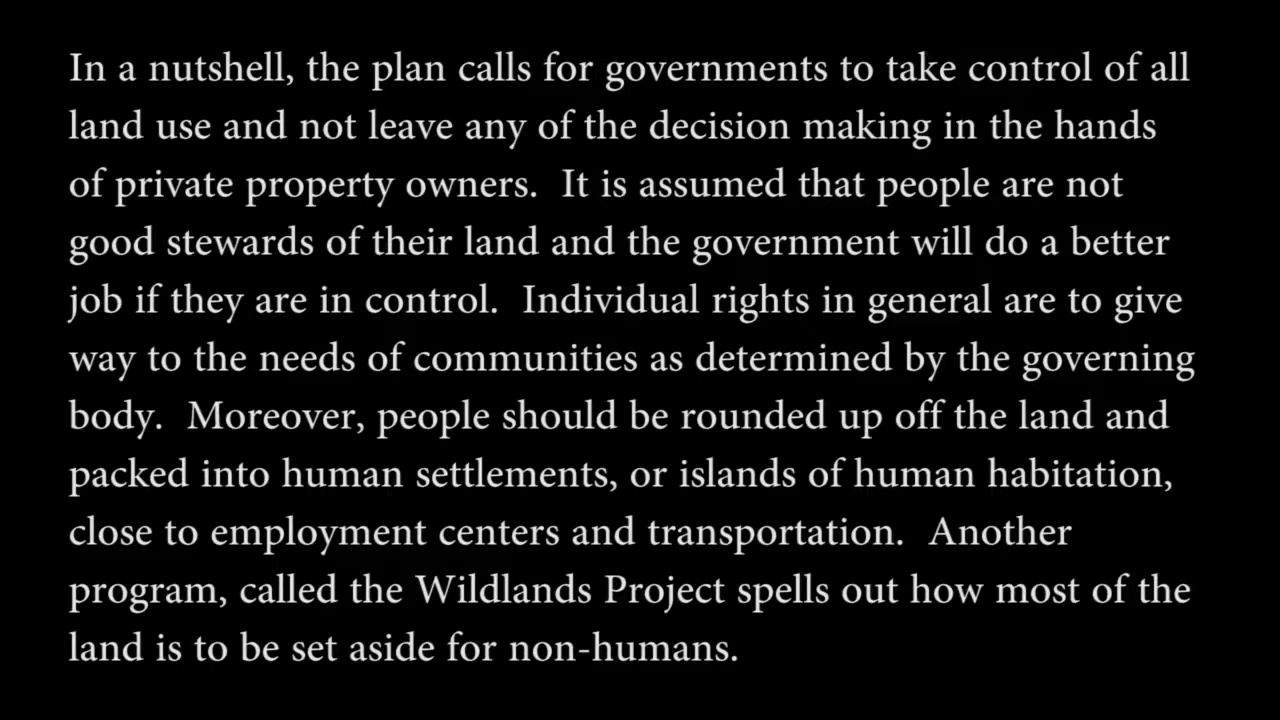 In a nutshell, the plan calls for governments to take control of all
land use and not leave any of the decision making in the hands
of private property owners.  It is assumed that people are not
good stewards of their land and the government will do a better
job if they are in control.  Individual rights in general are to give
way to the needs of communities as determined by the governing
body.  Moreover, people should be rounded up off the land and
packed into human settlements, or islands of human habitation,
close to employment centers and transportation.  Another
program, called the Wildlands Project spells out how most of the
land is to be set aside for non-humans.